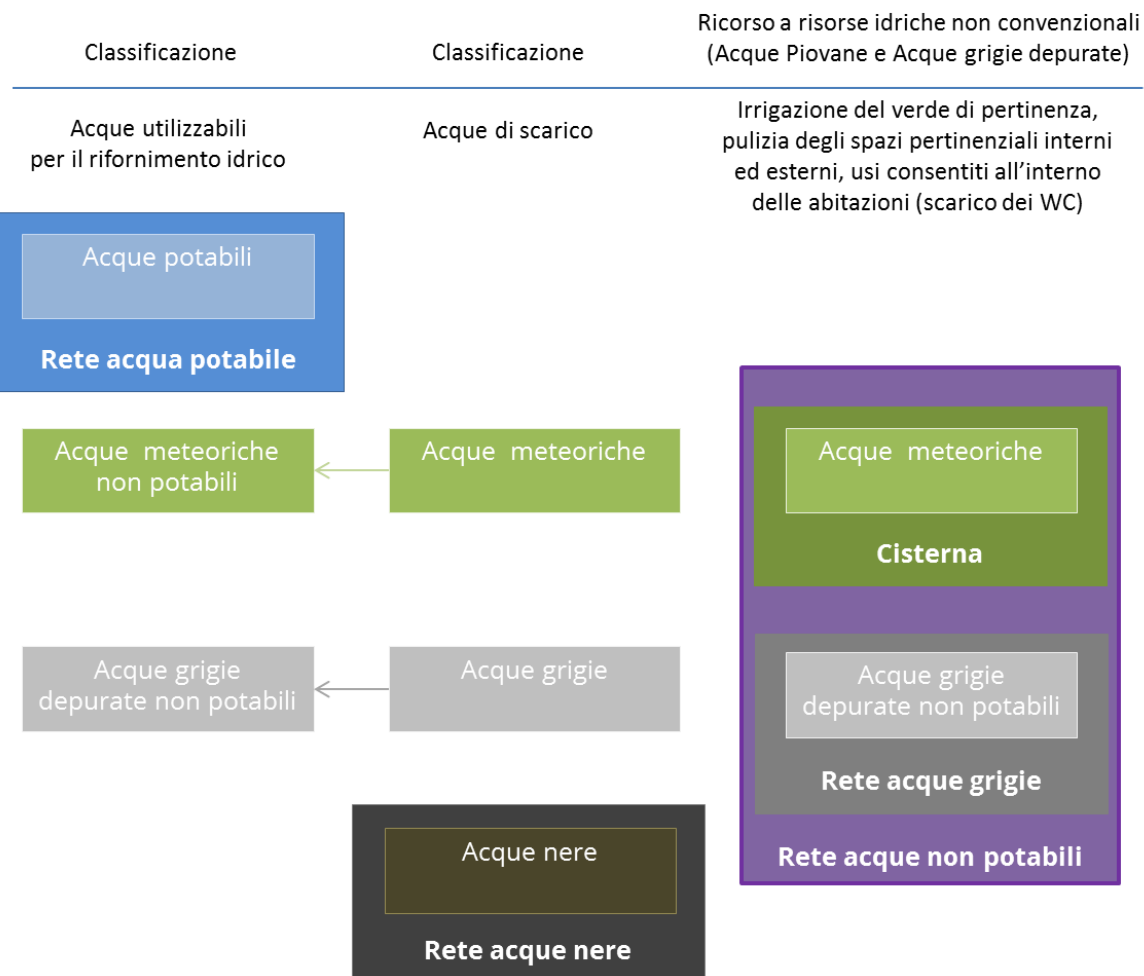 Classificazione
Classificazione
Ricorso a risorse idriche non convenzionali
(Acque Piovane e Acque grigie depurate)
Acque utilizzabili
per il rifornimento idrico
Acque di scarico
Irrigazione del verde di pertinenza,
pulizia degli spazi pertinenziali interni
ed esterni, usi consentiti all’interno
delle abitazioni (scarico dei WC)
Acque potabili
Rete acqua potabile
Acque meteoriche
non potabili
Acque meteoriche
Acque meteoriche
Cisterna
Acque grigie
depurate non potabili
Acque grigie
Acque grigie
depurate non potabili
Rete acque grigie
Rete acque non potabili
Acque nere
Rete acque nere